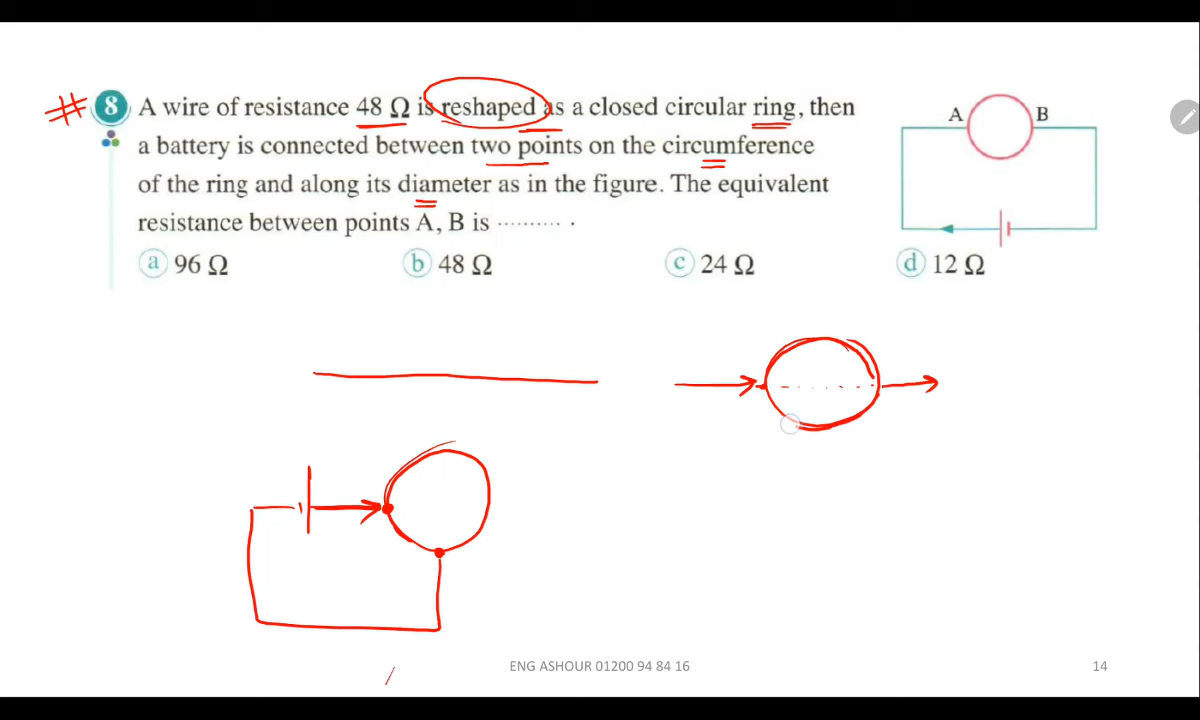 # 8 A wire of resistance 48 Ω is reshaped as a closed circular ring, then
a battery is connected between two points on the circumference
of the ring and along its diameter as in the figure. The equivalent
resistance between points A, B is .......... .
a 96 Ω b 48 Ω c 24 Ω d 12 Ω
A B
ENG ASHOUR 01200 94 84 16
14